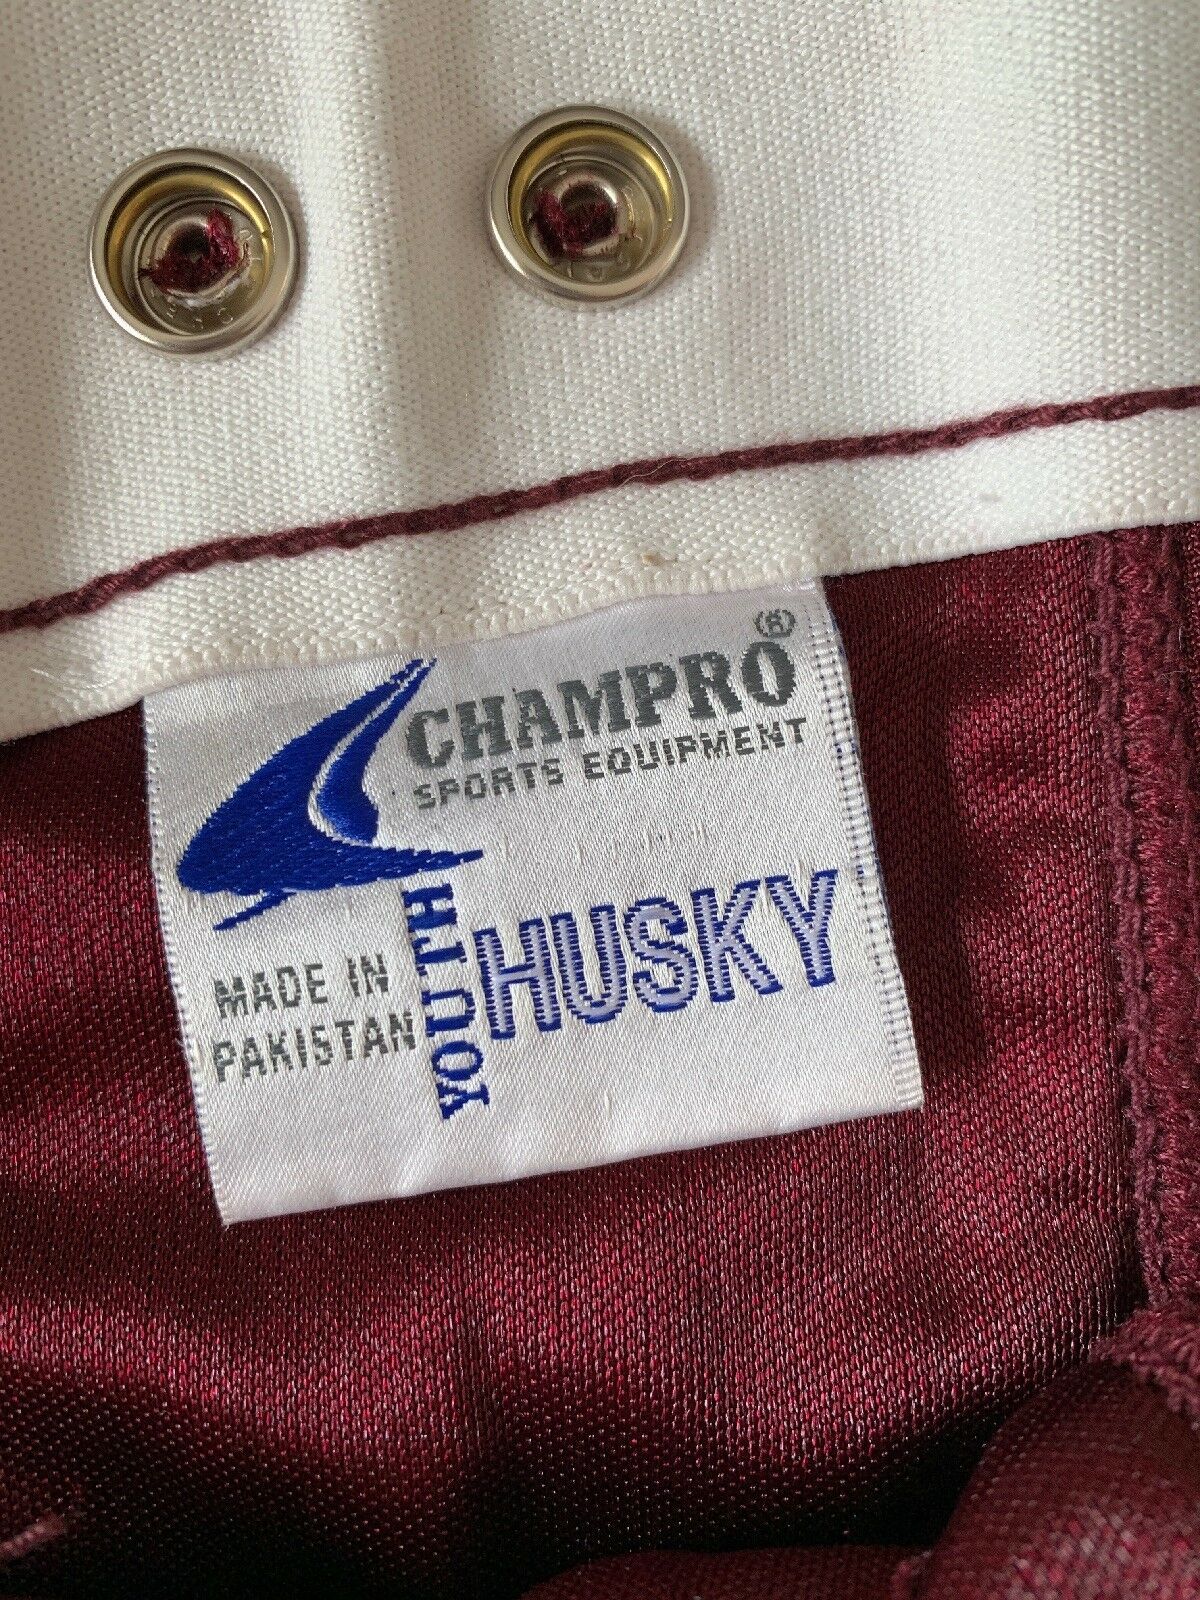 CHAMPRO®
SPORTS EQUIPMENT
YOUTH
HUSKY
MADE IN
PAKISTAN